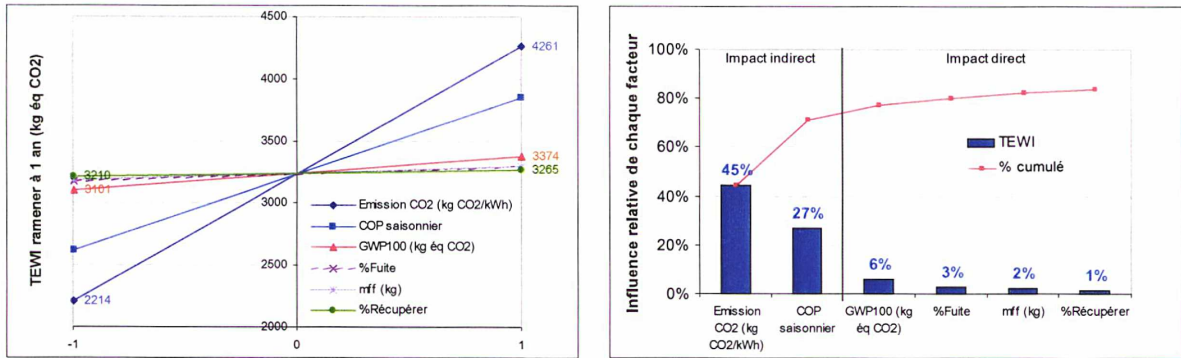 TEWI ramener à 1 an (kg éq CO2)
4500
4000
3500
3000
2500
2000
-1
0
1
4261
3374
3265
3210
3101
2214
Emission CO2 (kg CO2/kWh)
COP saisonnier
GWP100 (kg éq CO2)
%Fuite
mff (kg)
%Récupérer
Influence relative de chaque facteur
100%
80%
60%
40%
20%
0%
Impact indirect
Impact direct
TEWI
% cumulé
45%
27%
6%
3%
2%
1%
Emission
CO2 (kg
CO2/kWh)
COP
saisonnier
GWP100 (kg
éq CO2)
%Fuite
mff (kg)
%Récupérer